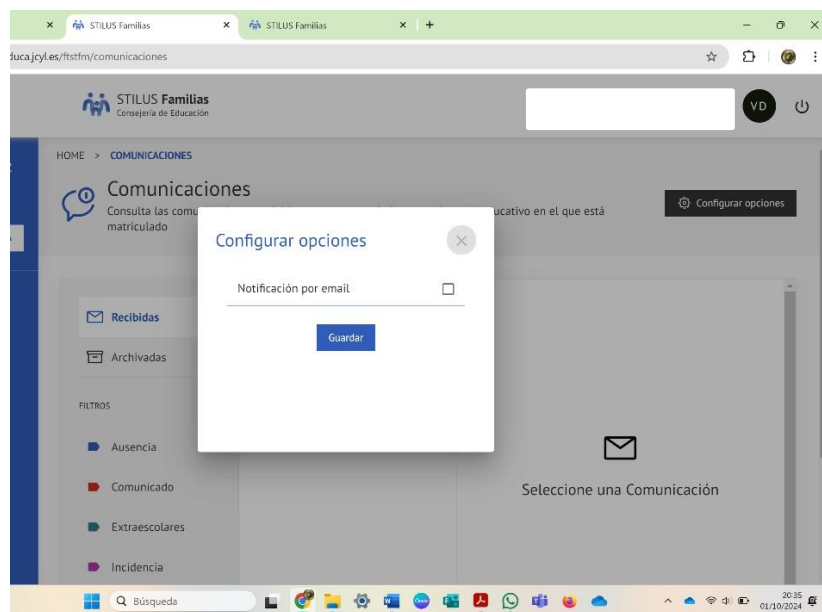 STILUS Familias
STILUS Familias
educa.jcyl.es/ftstfm/comunicaciones
STILUS Familias
Consejería de Educación
VD
HOME > COMUNICACIONES
Comunicaciones
Consulta las comu
ucativo en el que está
matriculado
Configurar opciones
Configurar opciones
Notificación por email
Guardar
Recibidas
Archivadas
FILTROS
Ausencia
Comunicado
Extraescolares
Incidencia
Seleccione una Comunicación
Búsqueda
20:35
01/10/2024